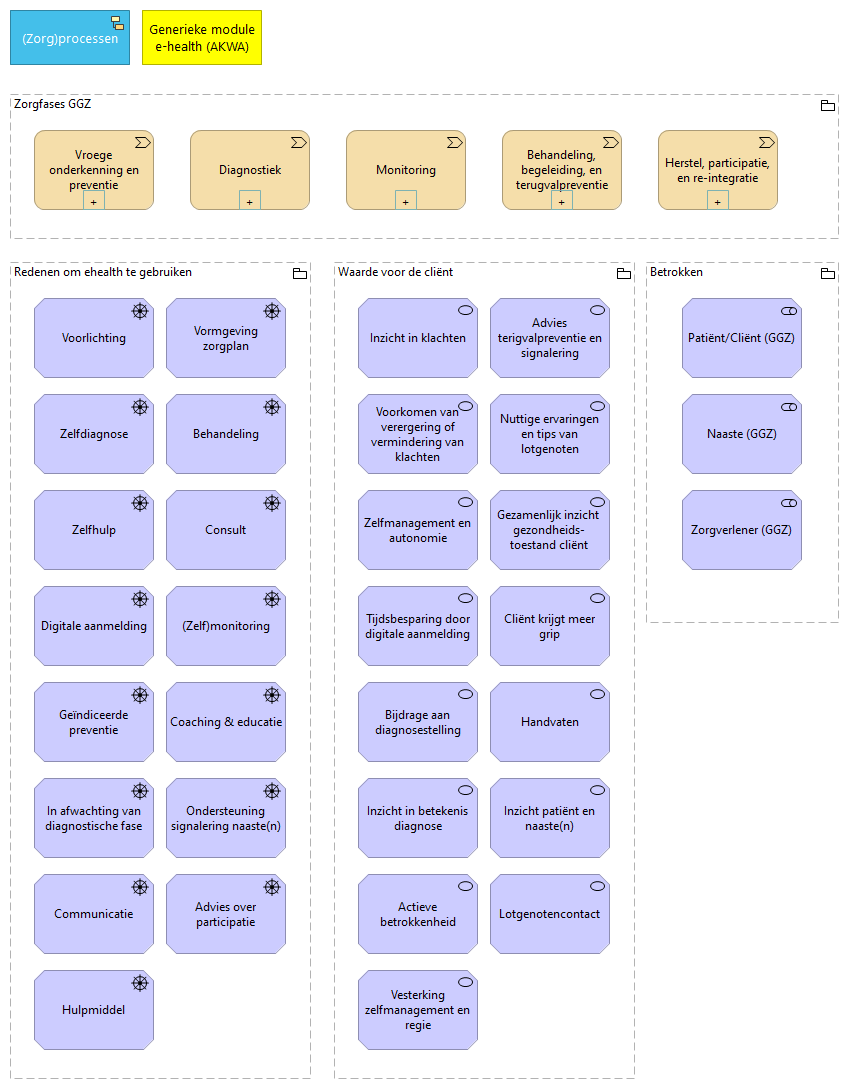 (Zorg)processen
Generieke module
e-health (AKWA)
Zorgfases GGZ
Vroege
onderkenning en
preventie
+
Diagnostiek
+
Monitoring
+
Behandeling,
begeleiding, en
terugvalpreventie
+
Herstel, participatie,
en re-integratie
+
Redenen om ehealth te gebruiken
Voorlichting
Vormgeving
zorgplan
Zelfdiagnose
Behandeling
Zelfhulp
Consult
Digitale aanmelding
(Zelf)monitoring
Geïndiceerde
preventie
Coaching & educatie
In afwachting van
diagnostische fase
Ondersteuning
signalering naaste(n)
Communicatie
Advies over
participatie
Hulpmiddel
Waarde voor de cliënt
Inzicht in klachten
Advies
terigvalpreventie en
signalering
Voorkomen van
verergering of
vermindering van
klachten
Nuttige ervaringen
en tips van
lotgenoten
Zelfmanagement en
autonomie
Gezamenlijk inzicht
gezondheids-
toestand cliënt
Tijdsbesparing door
digitale aanmelding
Cliënt krijgt meer
grip
Bijdrage aan
diagnosestelling
Handvaten
Inzicht in betekenis
diagnose
Inzicht patiënt en
naaste(n)
Actieve
betrokkenheid
Lotgenotencontact
Vesterking
zelfmanagement en
regie
Betrokken
Patiënt/Cliënt (GGZ)
Naaste (GGZ)
Zorgverlener (GGZ)